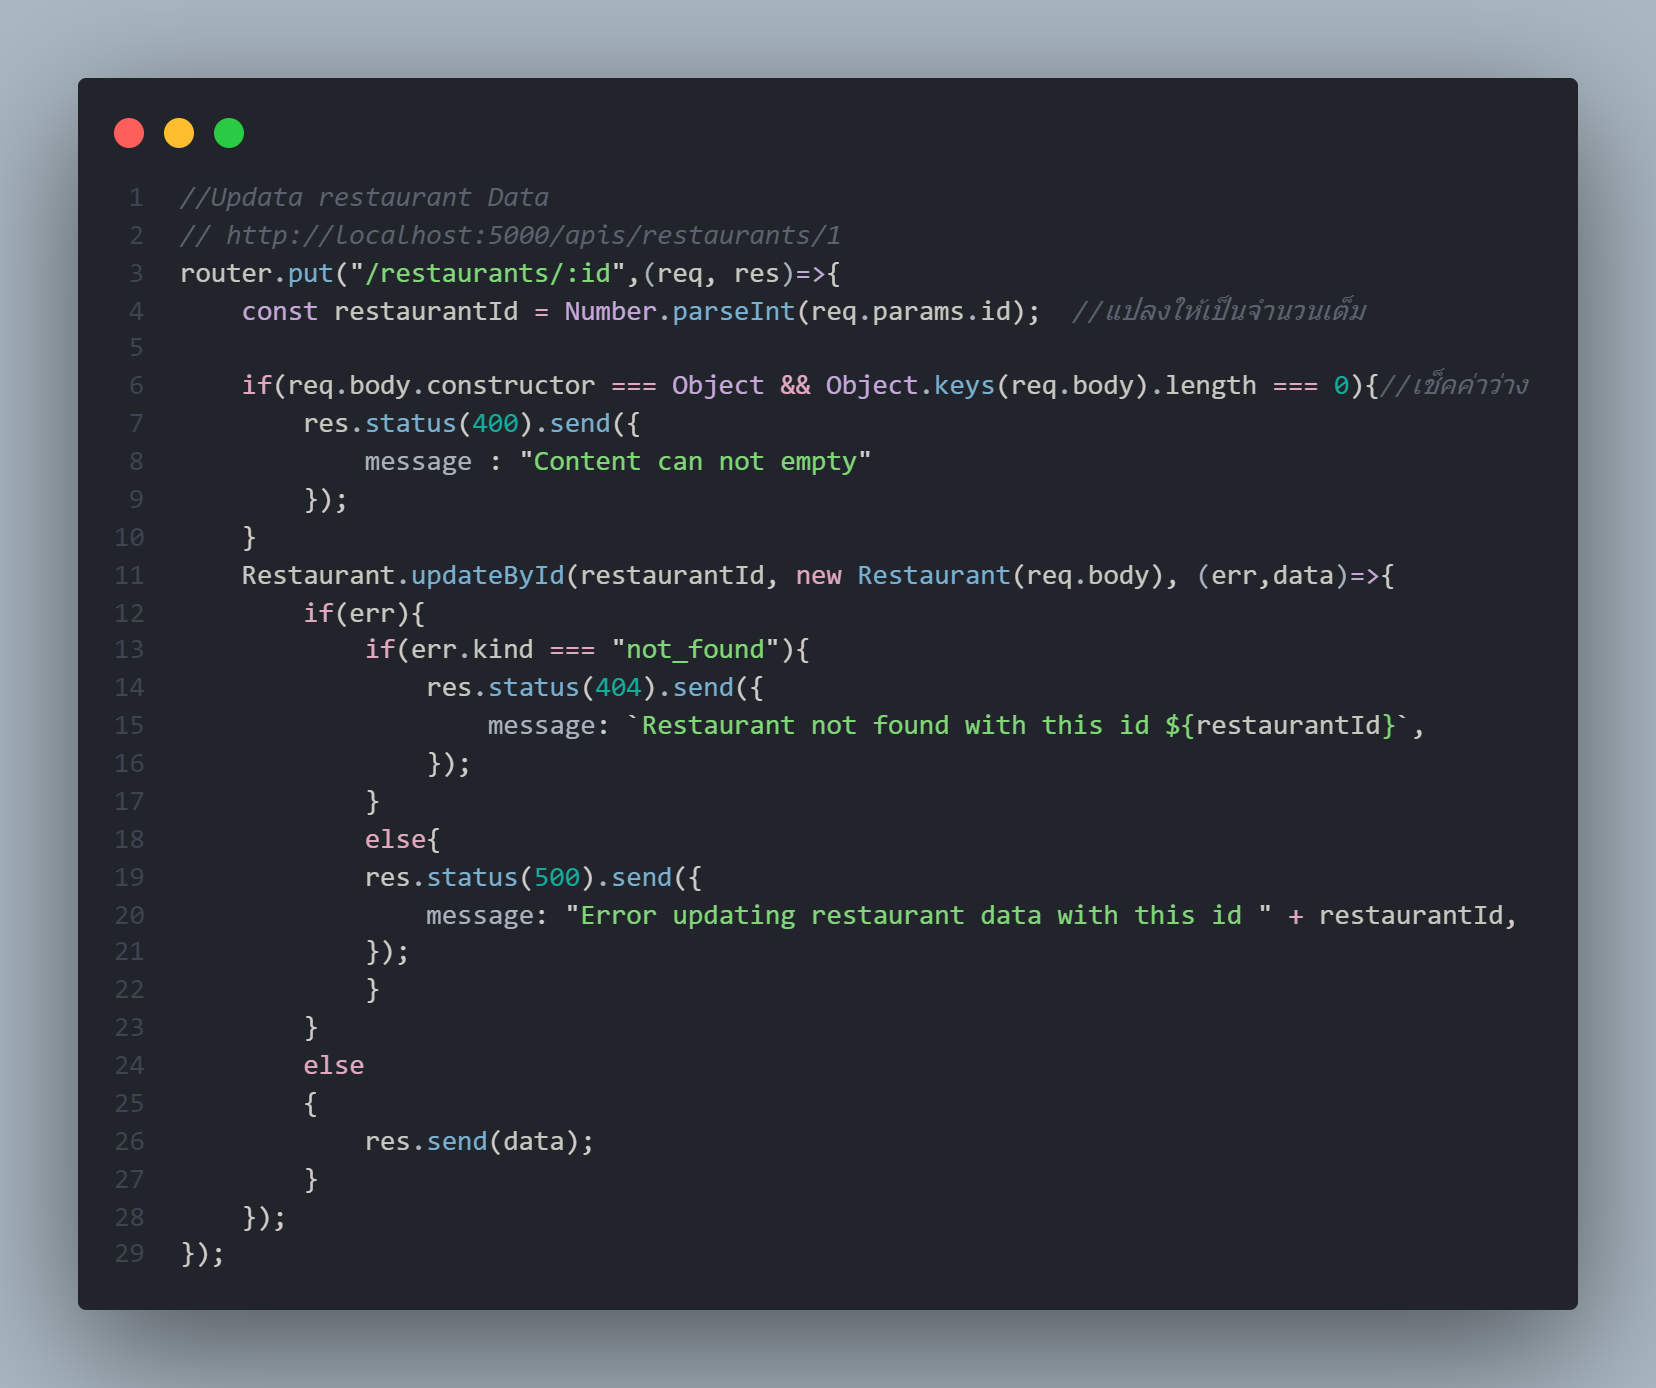 1 //Updata restaurant Data
2 // http://localhost:5000/apis/restaurants/1
3 router.put("/restaurants/:id",(req, res)=>{
4     const restaurantId = Number.parseInt(req.params.id);  //แปลงให้เป็นจำนวนเต็ม
5
6     if(req.body.constructor === Object && Object.keys(req.body).length === 0){//เช็คค่าว่าง
7         res.status(400).send({
8             message : "Content can not empty"
9         });
10     }
11     Restaurant.updateById(restaurantId, new Restaurant(req.body), (err,data)=>{
12         if(err){
13             if(err.kind === "not_found"){
14                 res.status(404).send({
15                     message: `Restaurant not found with this id ${restaurantId}`,
16                 });
17             }
18             else{
19             res.status(500).send({
20                 message: "Error updating restaurant data with this id " + restaurantId,
21             });
22             }
23         }
24         else
25         {
26             res.send(data);
27         }
28     });
29 });